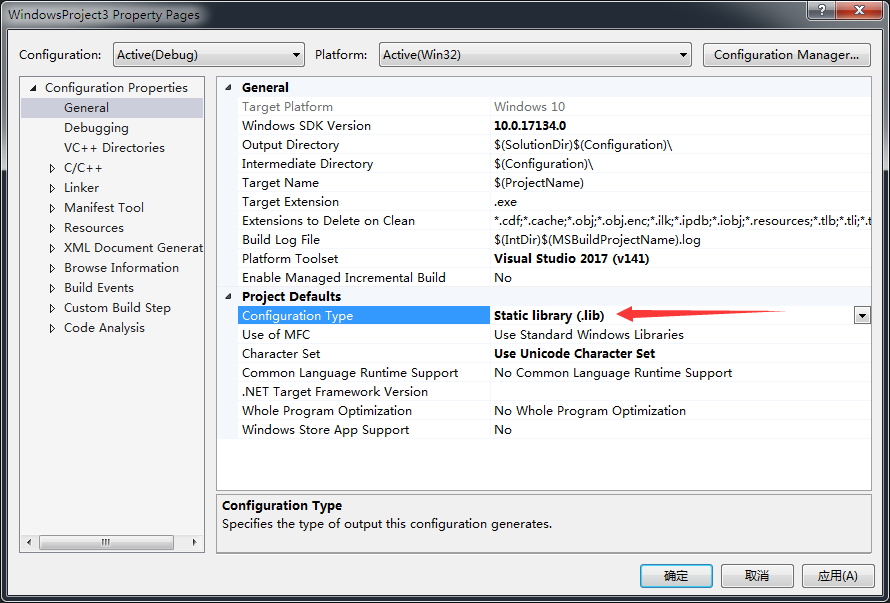 WindowsProject3 Property Pages
Configuration: Active(Debug) Platform: Active(Win32) Configuration Manager...
Configuration Properties
General
Debugging
VC++ Directories
C/C++
Linker
Manifest Tool
Resources
XML Document Generat
Browse Information
Build Events
Custom Build Step
Code Analysis
General
Target Platform Windows 10
Windows SDK Version 10.0.17134.0
Output Directory $(SolutionDir)$(Configuration)\
Intermediate Directory $(Configuration)\
Target Name $(ProjectName)
Target Extension .exe
Extensions to Delete on Clean *.cdf;*.cache;*.obj;*.obj.enc;*.ilk;*.ipdb;*.iobj;*.resources;*.tlb;*.tli;*.t
Build Log File $(IntDir)$(MSBuildProjectName).log
Platform Toolset Visual Studio 2017 (v141)
Enable Managed Incremental Build No
Project Defaults
Configuration Type Static library (.lib)
Use of MFC Use Standard Windows Libraries
Character Set Use Unicode Character Set
Common Language Runtime Support No Common Language Runtime Support
.NET Target Framework Version
Whole Program Optimization No Whole Program Optimization
Windows Store App Support No
Configuration Type
Specifies the type of output this configuration generates.
确定 取消 应用(A)